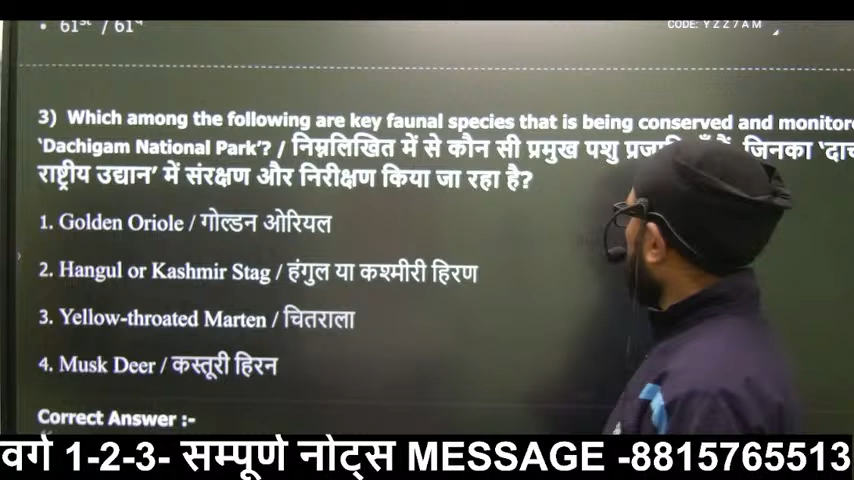 • 61st / 61वां
CODE: YZZ7AM
3) Which among the following are key faunal species that is being conserved and monitore
'Dachigam National Park'? / निम्नलिखित में से कौन सी प्रमुख पशु जिनका 'दाच
राष्ट्रीय उद्यान' में संरक्षण और निरीक्षण किया जा रहा है?
1. Golden Oriole / गोल्डन ओरियल
2. Hangul or Kashmir Stag / हंगुल या कश्मीरी हिरण
3. Yellow-throated Marten / चितराला
4. Musk Deer / कस्तूरी हिरन
Correct Answer :-
वर्ग 1-2-3- सम्पूर्ण नोट्स MESSAGE -8815765513